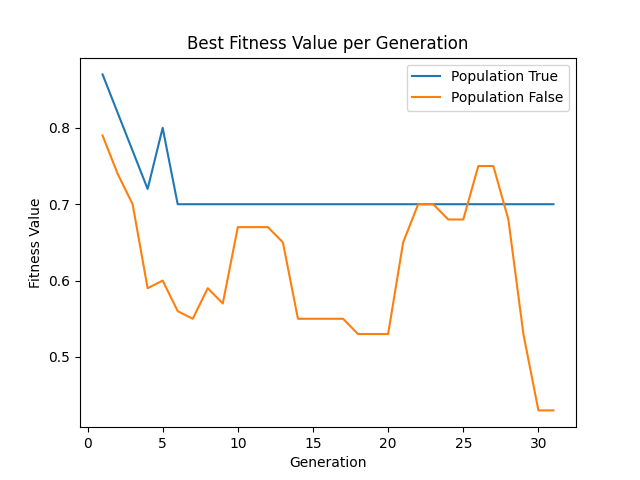 Best Fitness Value per Generation
Population True
Population False
Fitness Value
0.8
0.7
0.6
0.5
0 5 10 15 20 25 30
Generation